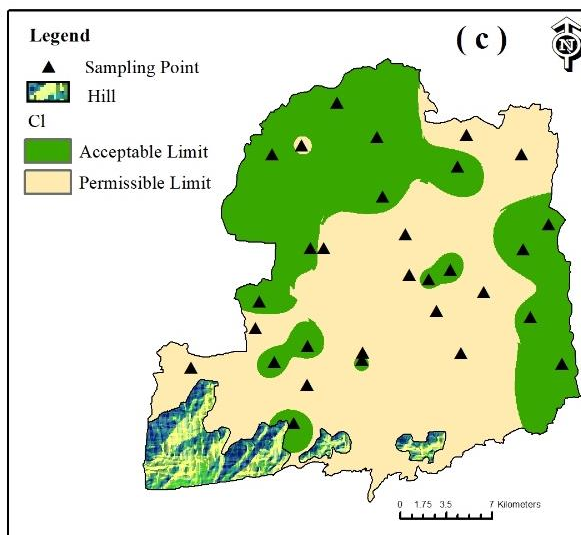 Legend
( c )
N
Sampling Point
Hill
Cl
Acceptable Limit
Permissible Limit
0 1.75 3.5 7 Kilometers